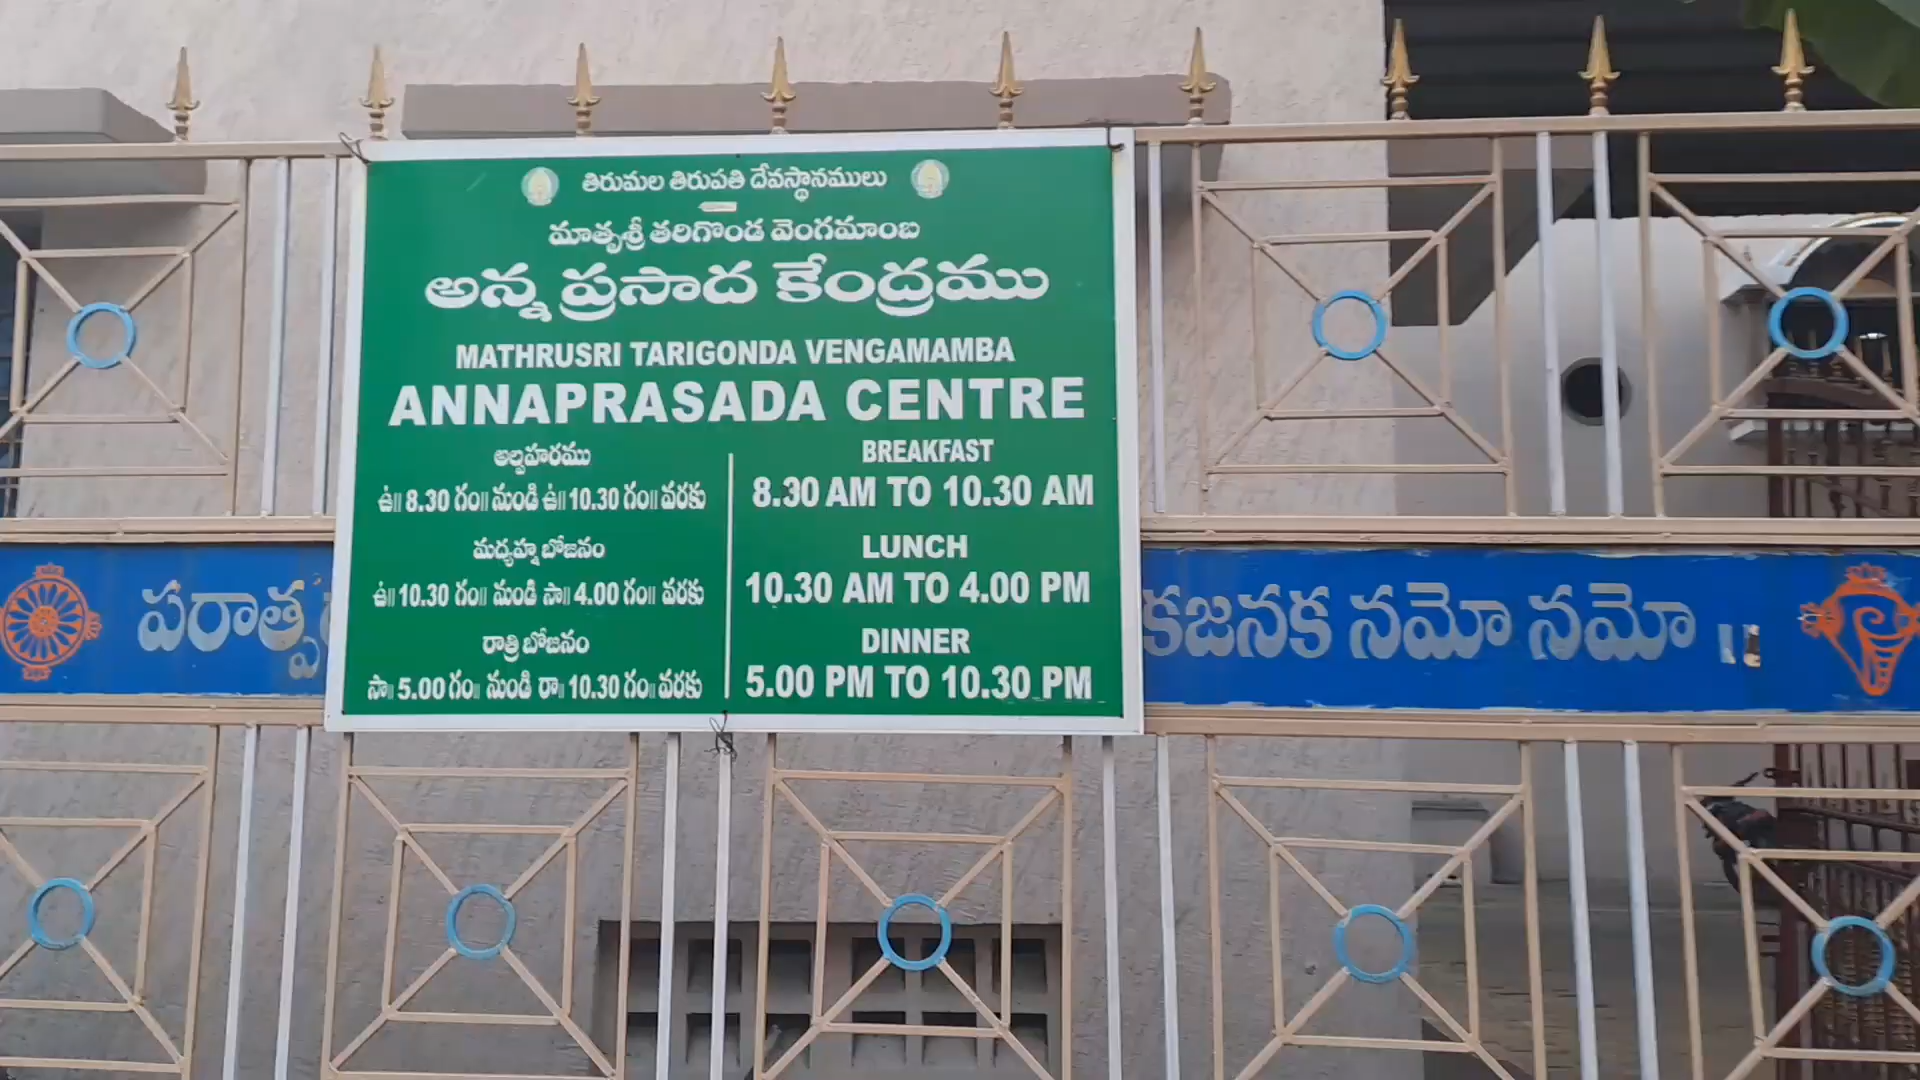 తిరుమల తిరుపతి దేవస్థానములు
మాతృశ్రీ తరిగొండ వెంగమాంబ
అన్న ప్రసాద కేంద్రము
MATHRUSRI TARIGONDA VENGAMAMBA
ANNAPRASADA CENTRE
అల్పహరము
ఉ॥ 8.30 గం॥ నుండి ఉ॥ 10.30 గం॥ వరకు
మధ్యహ్న బోజనం
ఉ॥ 10.30 గం॥ నుండి సా॥ 4.00 గం॥ వరకు
రాత్రి బోజనం
సా॥ 5.00 గం॥ నుండి రా॥ 10.30 గం॥ వరకు
BREAKFAST
8.30 AM TO 10.30 AM
LUNCH
10.30 AM TO 4.00 PM
DINNER
5.00 PM TO 10.30 PM
పరాత్ప
కజనక నమో నమో ॥